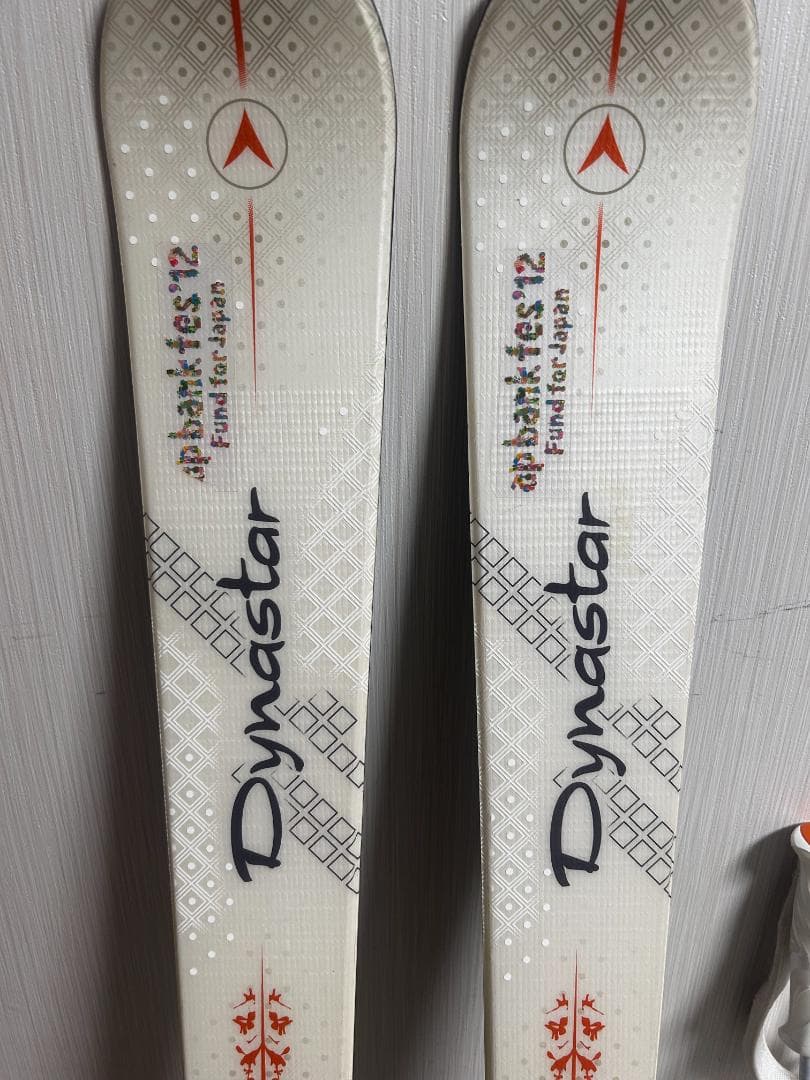 ap bank fes'12.
Fund for Japan
Dynastar
ap bank fes'12.
Fund for Japan
Dynastar